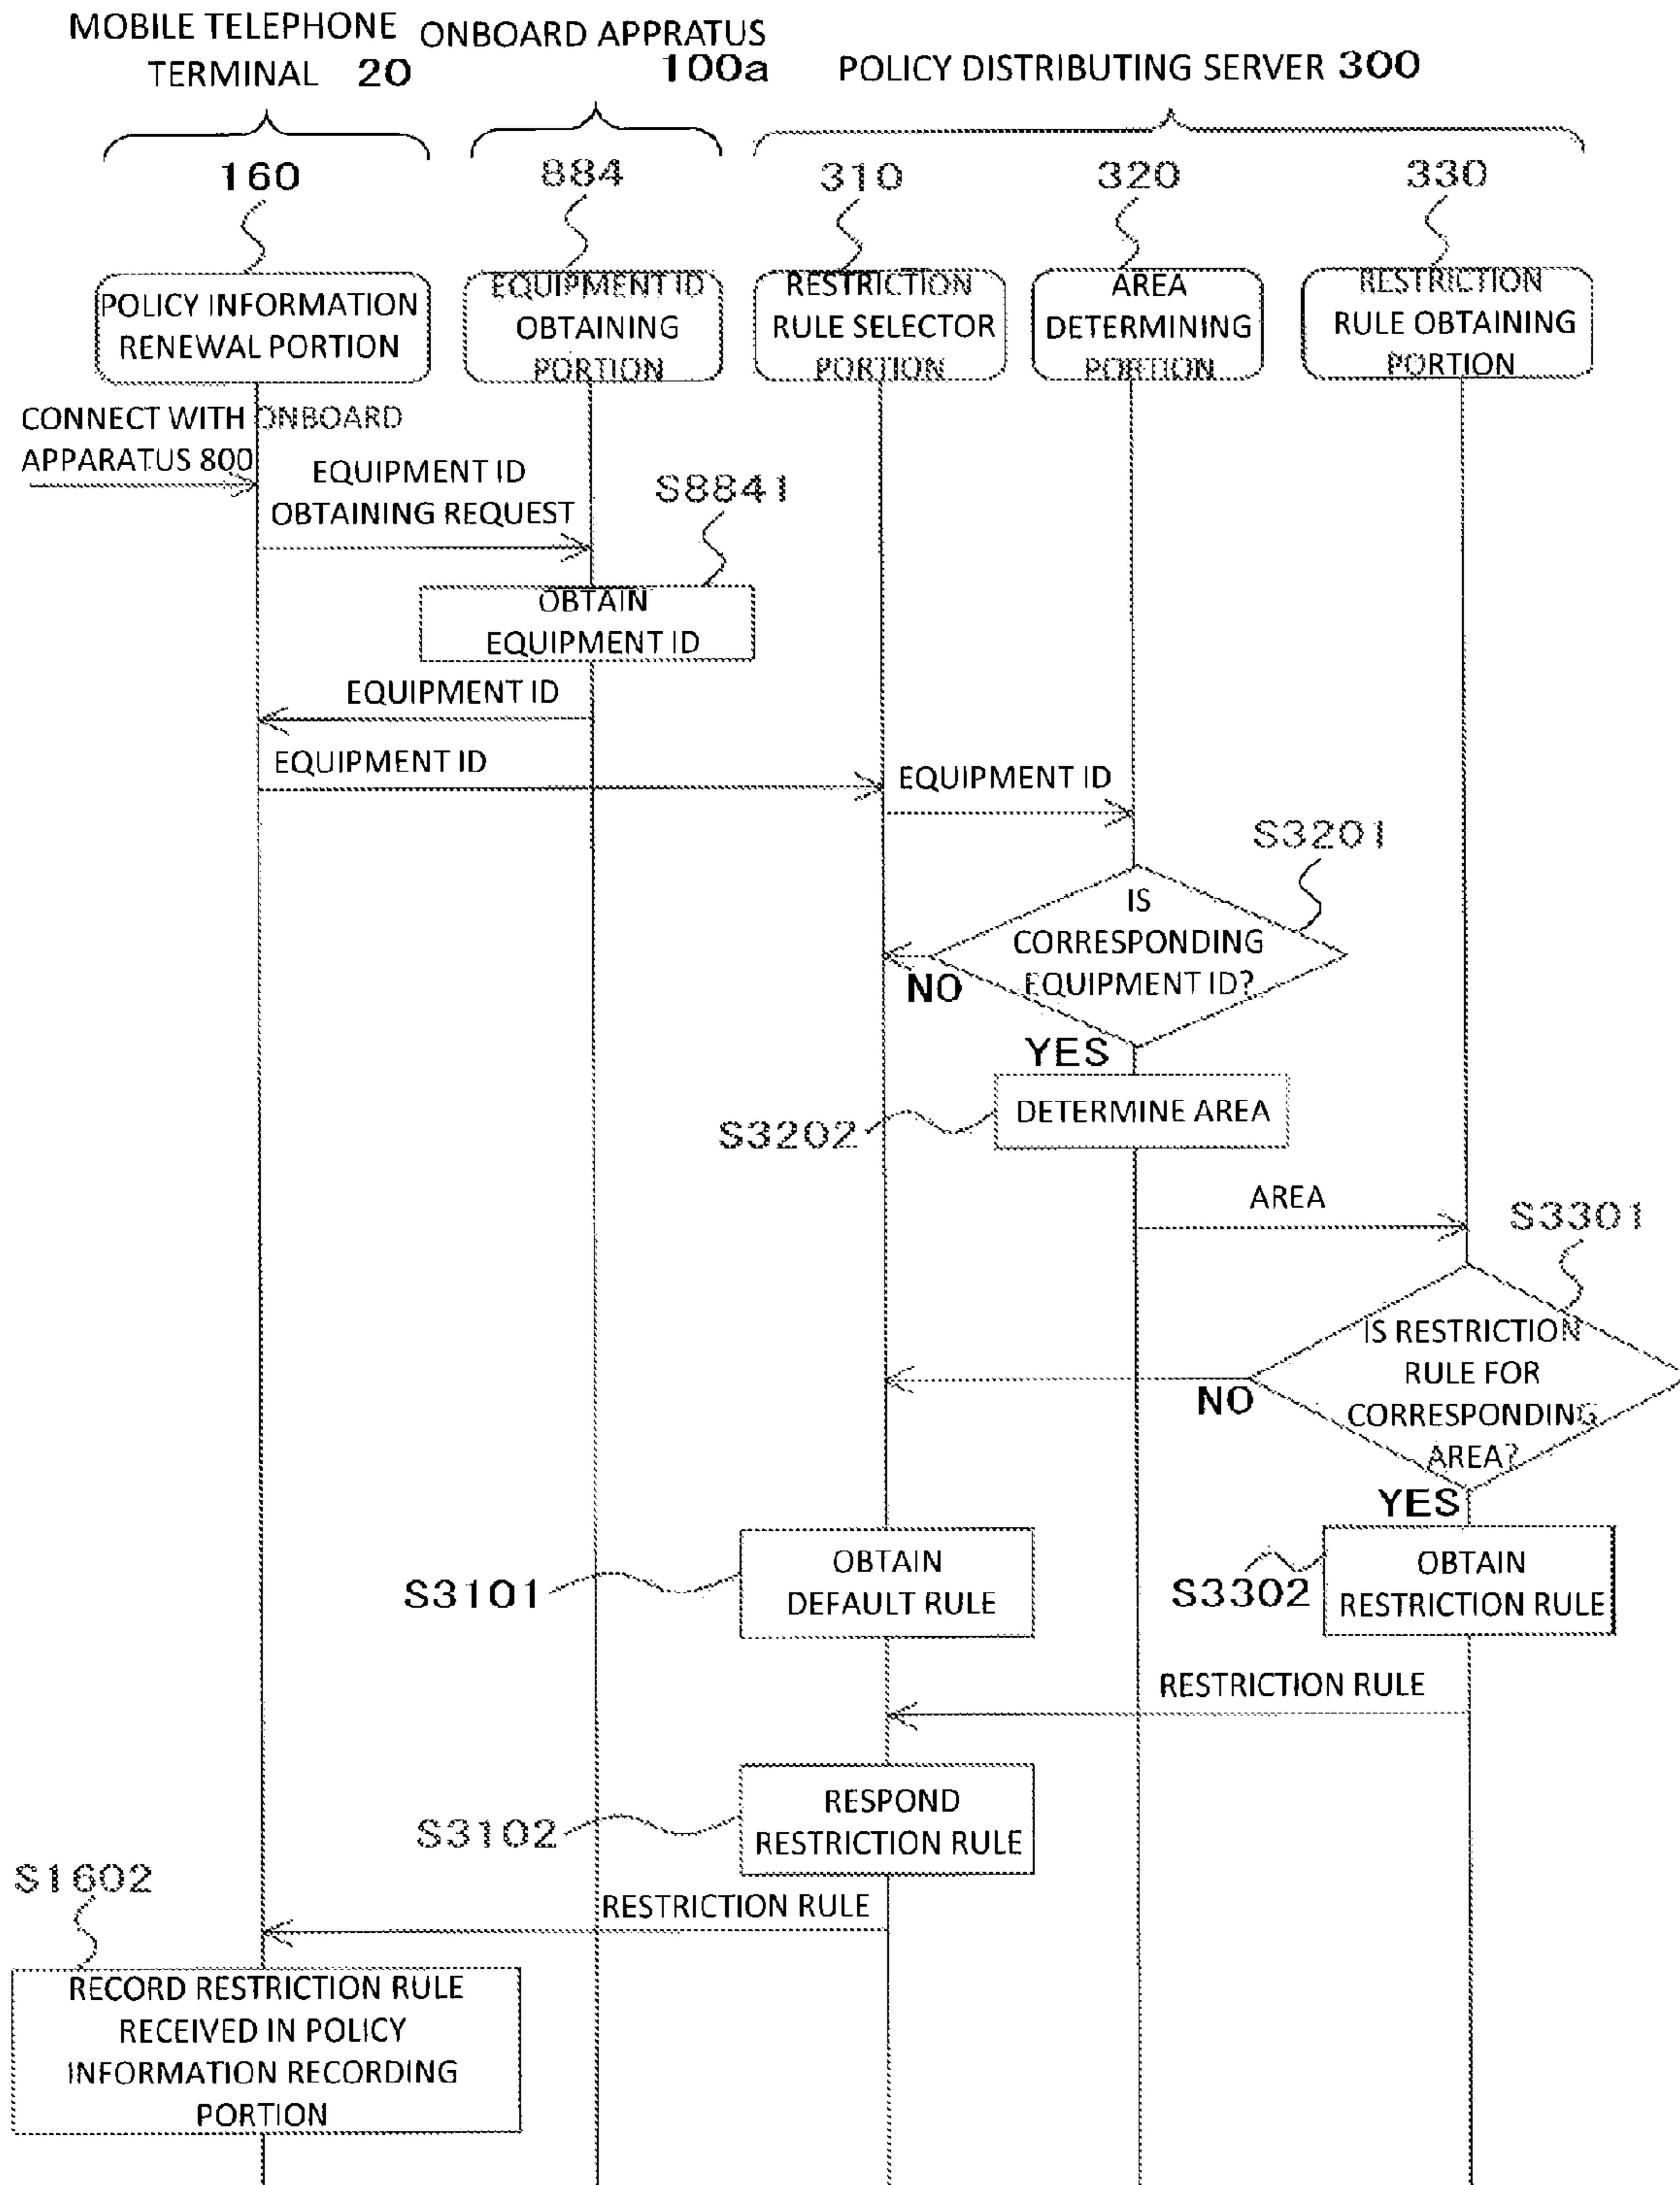 MOBILE TELEPHONE
TERMINAL 20
ONBOARD APPRATUS
100a
POLICY DISTRIBUTING SERVER 300
160
884
310
320
330
POLICY INFORMATION
RENEWAL PORTION
EQUIPMENT ID
OBTAINING
PORTION
RESTRICTION
RULE SELECTOR
PORTION
AREA
DETERMINING
PORTION
RESTRICTION
RULE OBTAINING
PORTION
CONNECT WITH ONBOARD
APPARATUS 800
EQUIPMENT ID
OBTAINING REQUEST
S8841
OBTAIN
EQUIPMENT ID
EQUIPMENT ID
EQUIPMENT ID
EQUIPMENT ID
S3201
IS
CORRESPONDING
EQUIPMENT ID?
NO
YES
S3202
DETERMINE AREA
AREA
S3301
IS RESTRICTION
RULE FOR
CORRESPONDING
AREA?
NO
YES
S3101
OBTAIN
DEFAULT RULE
S3302
OBTAIN
RESTRICTION RULE
RESTRICTION RULE
S3102
RESPOND
RESTRICTION RULE
S1602
RESTRICTION RULE
RECORD RESTRICTION RULE
RECEIVED IN POLICY
INFORMATION RECORDING
PORTION